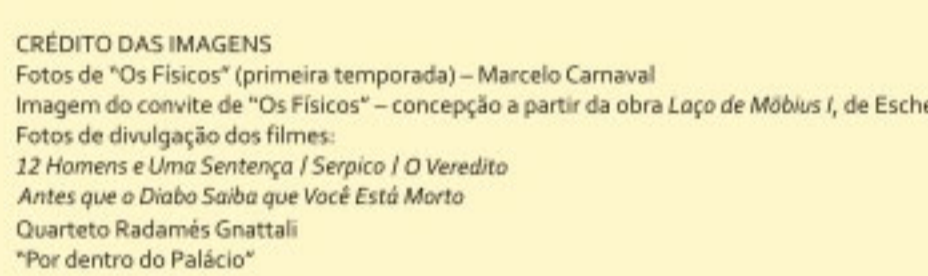 CRÉDITO DAS IMAGENS
Fotos de "Os Físicos" (primeira temporada) – Marcelo Carnaval
Imagem do convite de "Os Físicos" – concepção a partir da obra Laço de Möbius I, de
Fotos de divulgação dos filmes:
12 Homens e Uma Sentença / Serpico / O Veredito
Antes que o Diabo Saiba que Você Está Morto
Quarteto Radamés Gnattali
"Por dentro do Palácio"